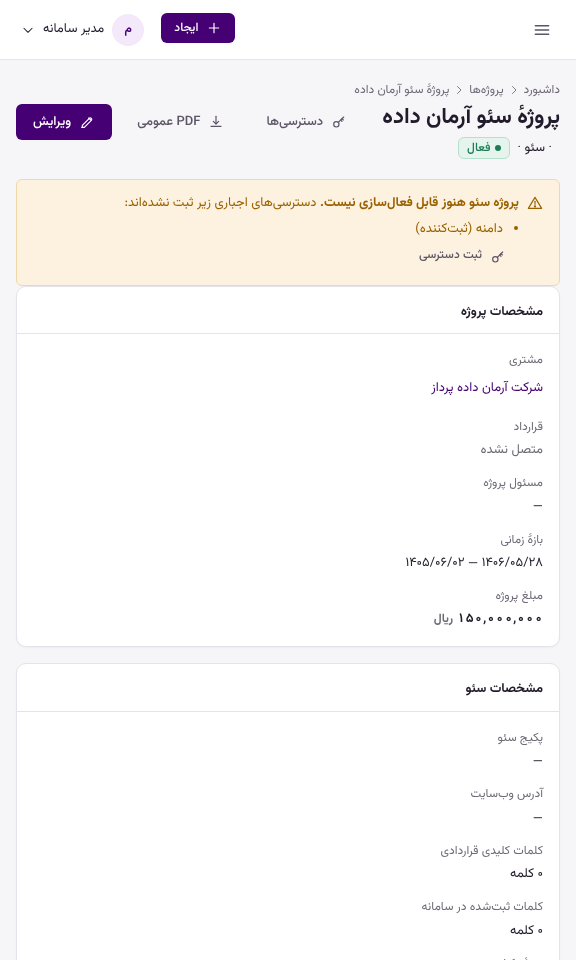 ایجاد
م
مدیر سامانه
داشبورد
پروژه‌ها
پروژهٔ سئو آرمان داده
پروژهٔ سئو آرمان داده
دسترسی‌ها
PDF عمومی
ویرایش
· سئو ·
فعال
پروژه سئو هنوز قابل فعال‌سازی نیست. دسترسی‌های اجباری زیر ثبت نشده‌اند:
• دامنه (ثبت‌کننده)
ثبت دسترسی
مشخصات پروژه
مشتری
شرکت آرمان داده پرداز
قرارداد
متصل نشده
مسئول پروژه
—
بازهٔ زمانی
۱۴۰۵/۰۶/۰۲ — ۱۴۰۶/۰۵/۲۸
مبلغ پروژه
۱۵۰,۰۰۰,۰۰۰ ریال
مشخصات سئو
پکیج سئو
—
آدرس وب‌سایت
—
کلمات کلیدی قراردادی
۰ کلمه
کلمات ثبت‌شده در سامانه
۰ کلمه